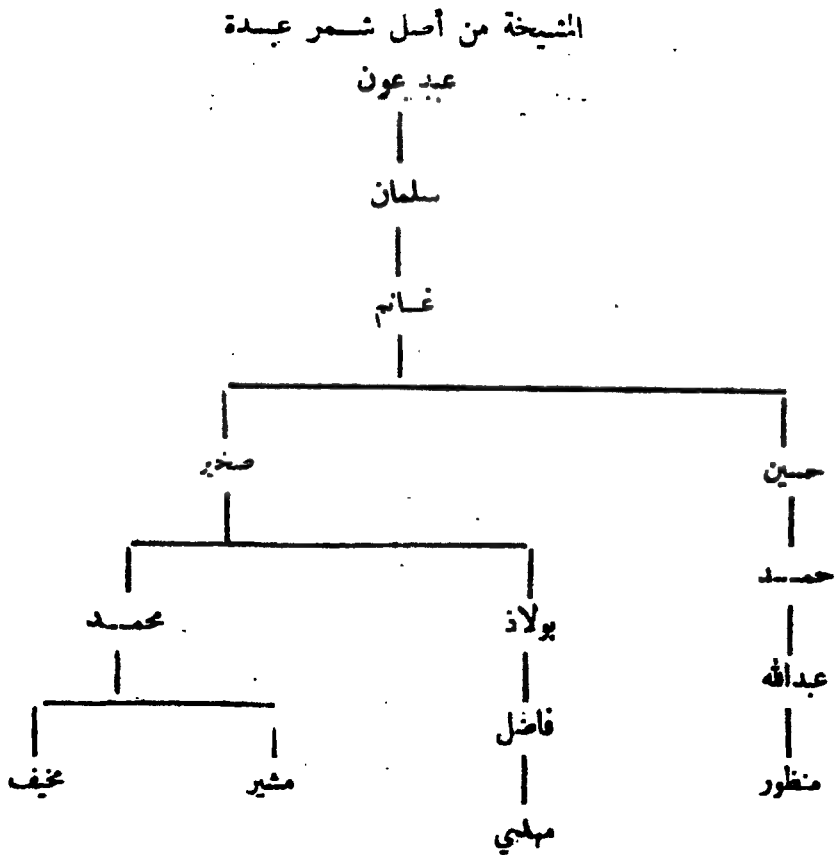 المشيخة من أصل شمر عبدة
عبد عون
سلمان
غانم
حسين
صخير
حمد
محمد
بولاذ
عبدالله
فاضل
منظور
مشير
مخيف
مهلبي